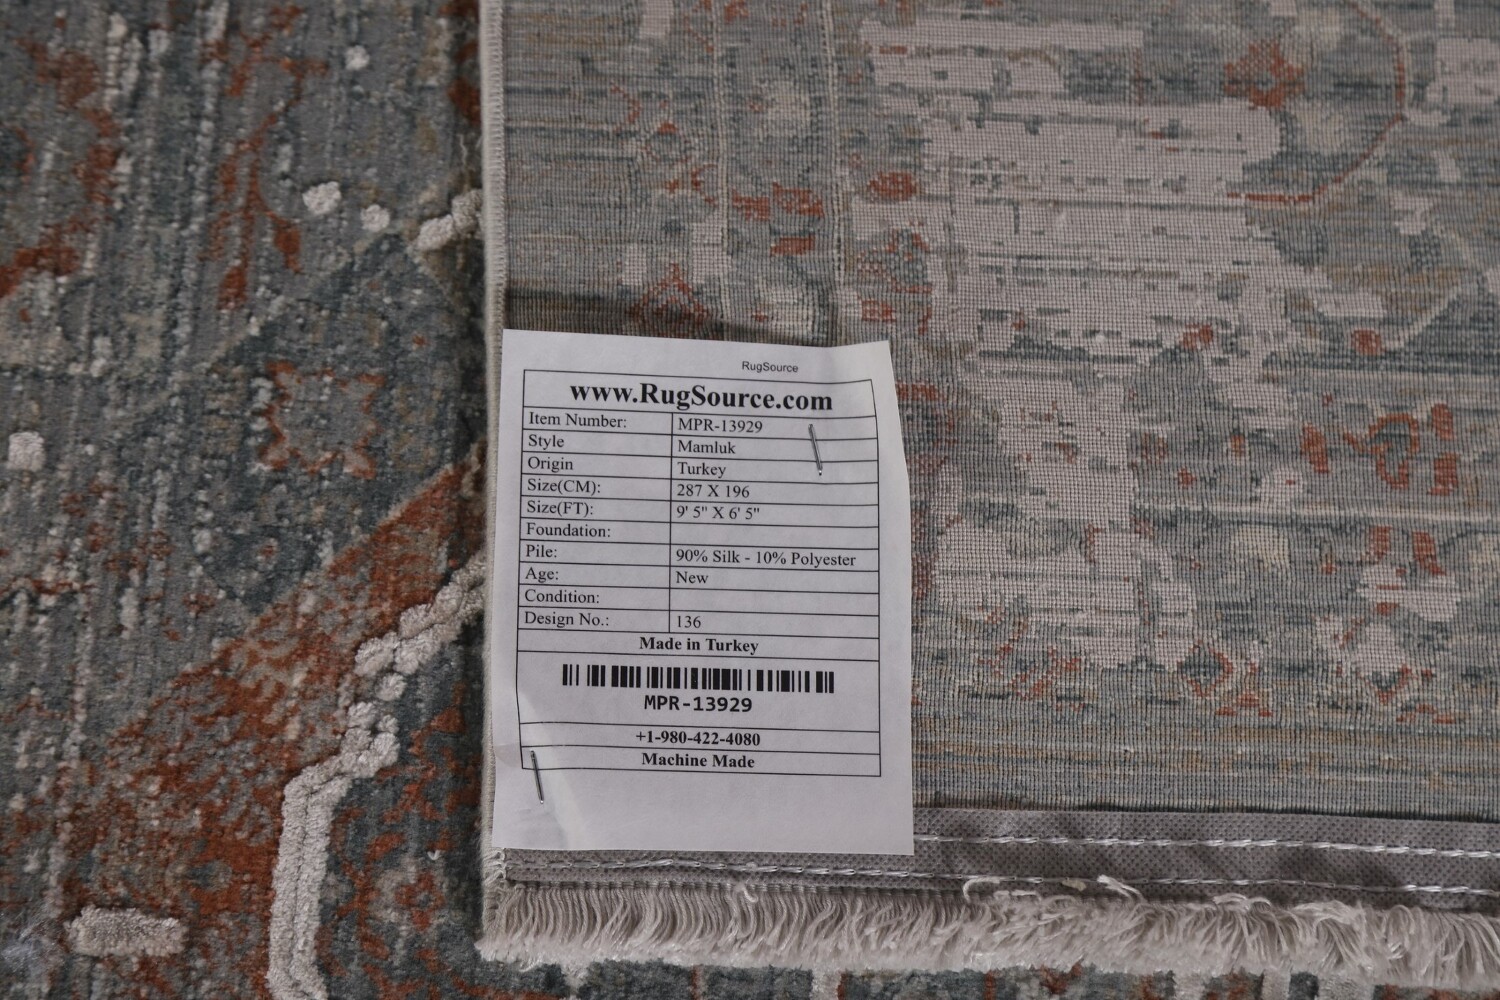 RugSource
www.RugSource.com
Item Number: MPR-13929
Style Mamluk
Origin Turkey
Size(CM): 287 X 196
Size(FT): 9' 5" X 6' 5"
Foundation:
Pile: 90% Silk - 10% Polyester
Age: New
Condition:
Design No.: 136
Made in Turkey
MPR-13929
+1-980-422-4080
Machine Made